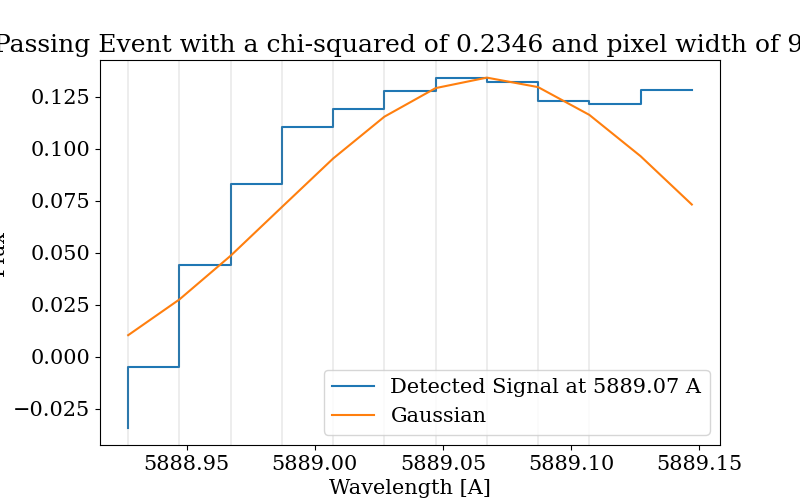 Passing Event with a chi-squared of 0.2346 and pixel width of 9
0.125
0.100
0.075
0.050
0.025
0.000
−0.025
Detected Signal at 5889.07 A
Gaussian
5888.95 5889.00 5889.05 5889.10 5889.15
Wavelength [A]